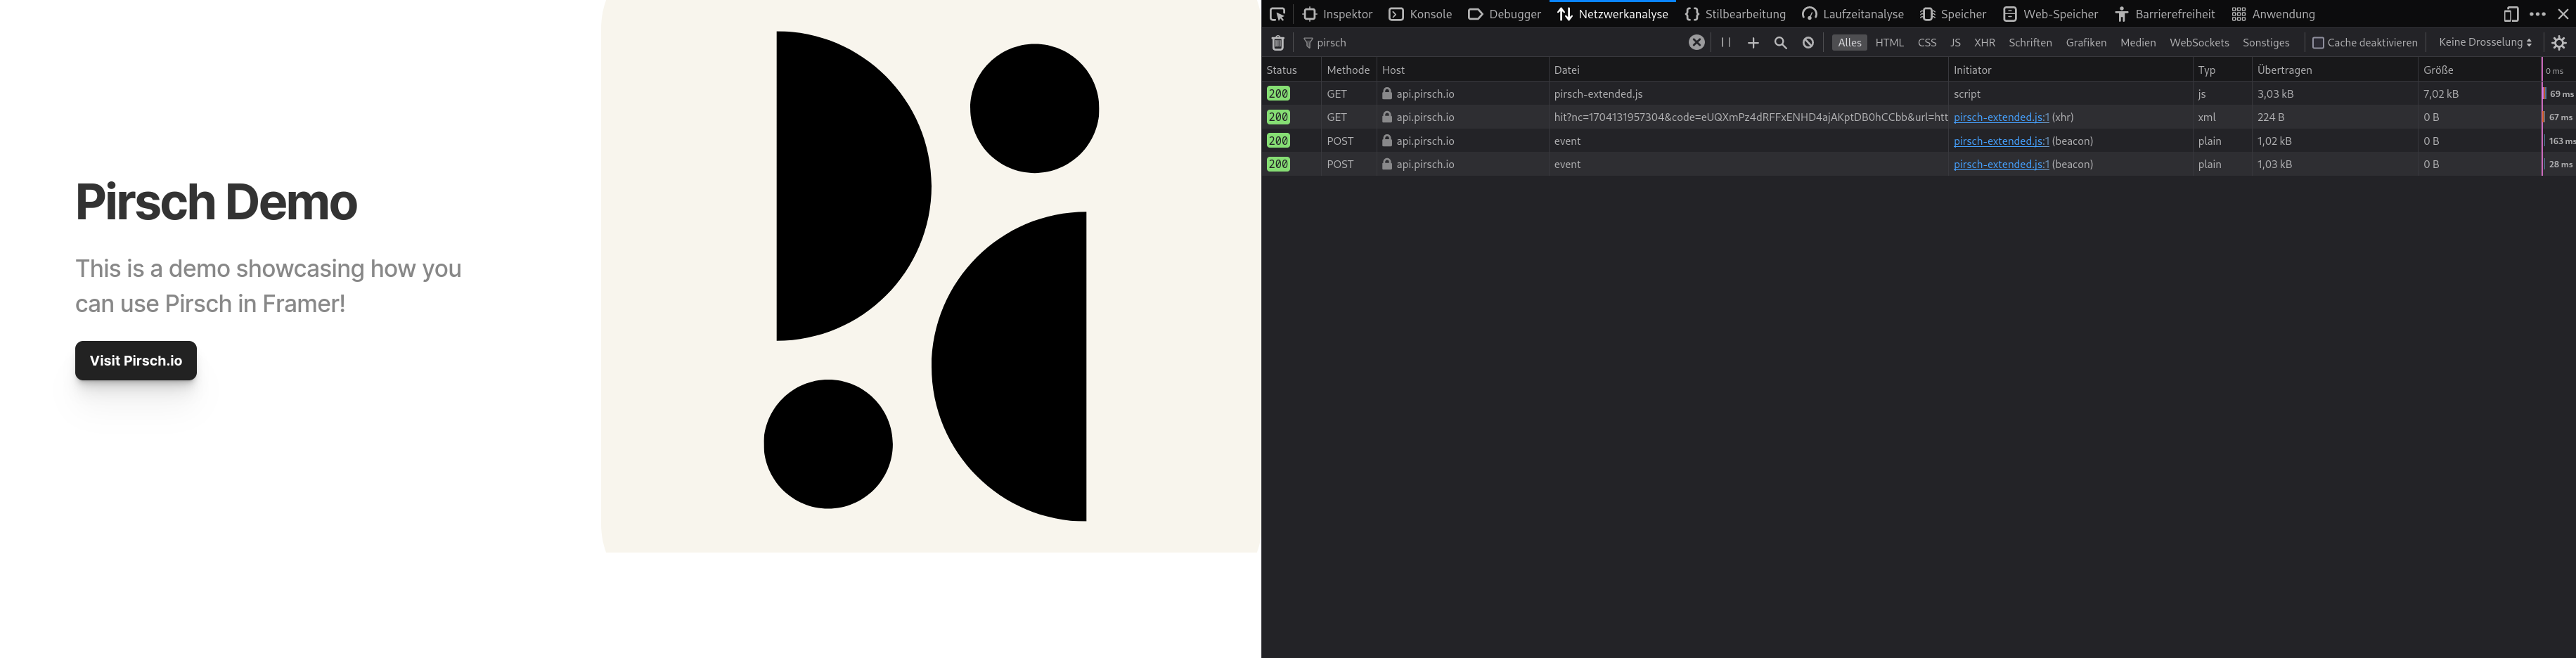 Pirsch Demo
This is a demo showcasing how you
can use Pirsch in Framer!
Visit Pirsch.io
Inspektor Konsole Debugger Netzwerkanalyse Stilbearbeitung Laufzeitanalyse Speicher Web-Speicher Barrierefreiheit Anwendung
pirsch Alles HTML CSS JS XHR Schriften Grafiken Medien WebSockets Sonstiges Cache deaktivieren Keine Drosselung
Status Methode Host Datei Initiator Typ Übertragen Größe 0 ms
200 GET api.pirsch.io pirsch-extended.js script js 3,03 kB 7,02 kB 69 ms
200 GET api.pirsch.io hit?nc=1704131957304&code=eUQXmPz4dRFFxENHD4ajAKptDB0hCCbb&url=htt pirsch-extended.js:1 (xhr) xml 224 B 0 B 67 ms
200 POST api.pirsch.io event pirsch-extended.js:1 (beacon) plain 1,02 kB 0 B 163 ms
200 POST api.pirsch.io event pirsch-extended.js:1 (beacon) plain 1,03 kB 0 B 28 ms